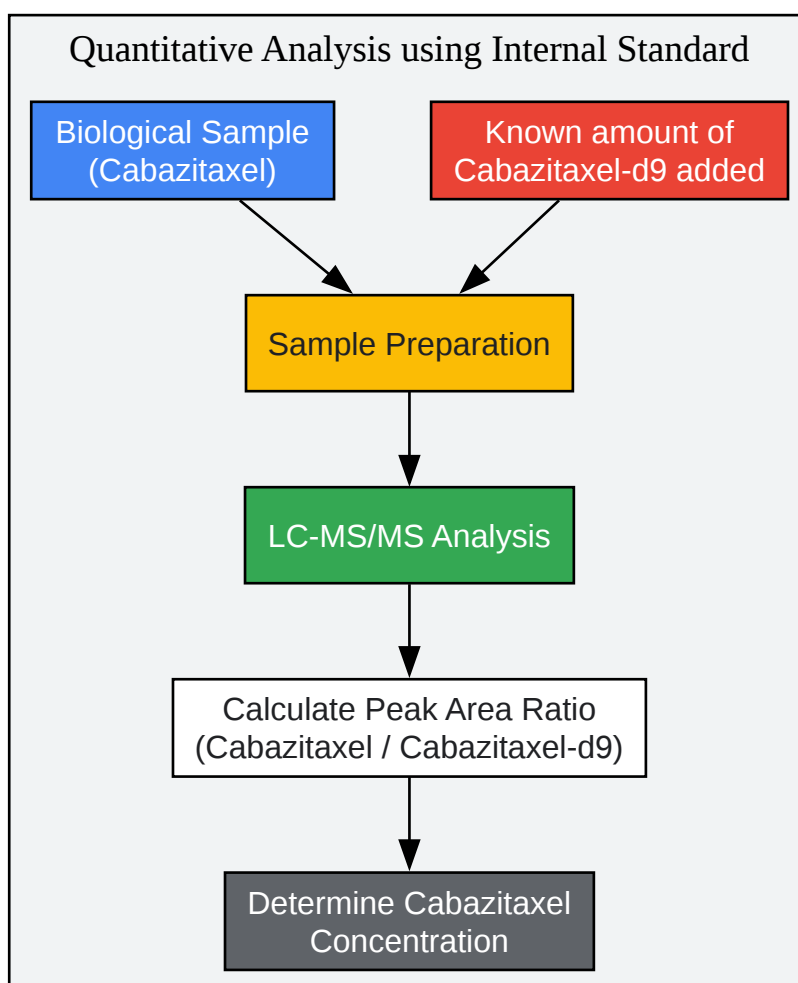 Quantitative Analysis using Internal Standard
Biological Sample
(Cabazitaxel)
Known amount of
Cabazitaxel-d9 added
Sample Preparation
LC-MS/MS Analysis
Calculate Peak Area Ratio
(Cabazitaxel / Cabazitaxel-d9)
Determine Cabazitaxel
Concentration